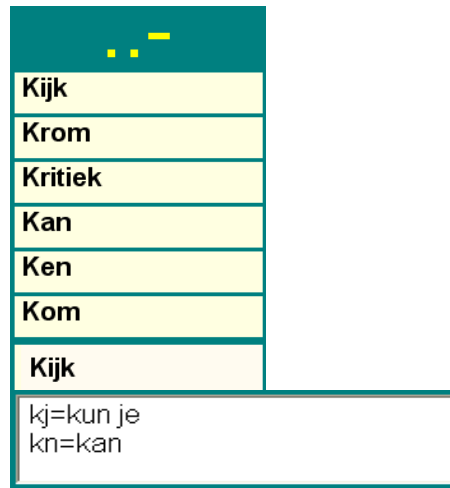 ..-
Kijk
Krom
Kritiek
Kan
Ken
Kom
Kijk
kj=kun je
kn=kan